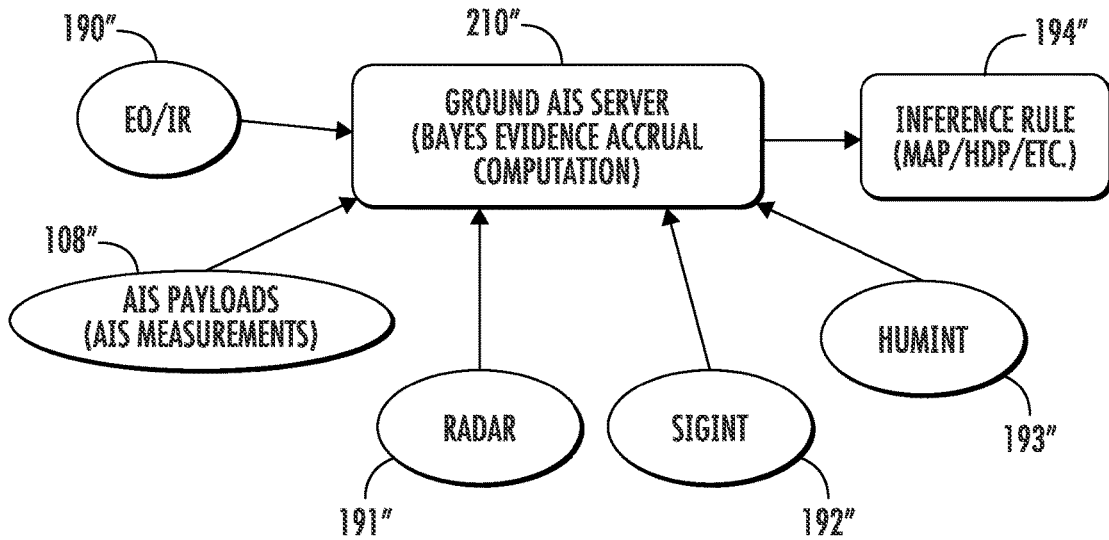 190"
210"
194"
EO/IR
GROUND AIS SERVER
(BAYES EVIDENCE ACCRUAL
COMPUTATION)
INFERENCE RULE
(MAP/HDP/ETC.)
108"
AIS PAYLOADS
(AIS MEASUREMENTS)
RADAR
SIGINT
HUMINT
191"
192"
193"